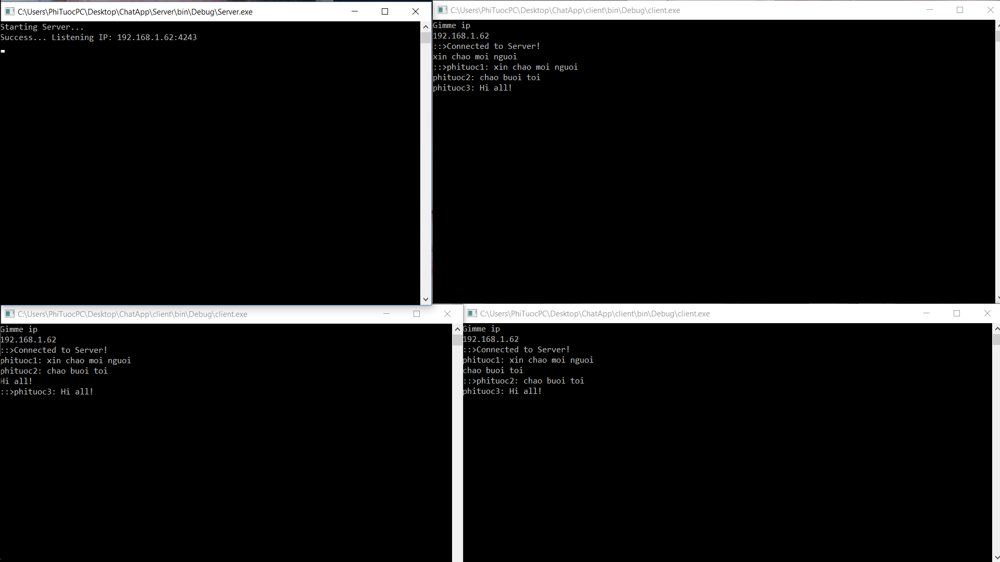 C:\Users\PhiTuocPC\Desktop\ChatApp\Server\bin\Debug\Server.exe
Starting Server...
Success... Listening IP: 192.168.1.62:4243
C:\Users\PhiTuocPC\Desktop\ChatApp\client\bin\Debug\client.exe
Gimme ip
192.168.1.62
::>Connected to Server!
xin chao moi nguoi
::>phituoc1: xin chao moi nguoi
phituoc2: chao buoi toi
phituoc3: Hi all!
C:\Users\PhiTuocPC\Desktop\ChatApp\client\bin\Debug\client.exe
Gimme ip
192.168.1.62
::>Connected to Server!
phituoc1: xin chao moi nguoi
phituoc2: chao buoi toi
Hi all!
::>phituoc3: Hi all!
C:\Users\PhiTuocPC\Desktop\ChatApp\client\bin\Debug\client.exe
Gimme ip
192.168.1.62
::>Connected to Server!
phituoc1: xin chao moi nguoi
chao buoi toi
::>phituoc2: chao buoi toi
phituoc3: Hi all!